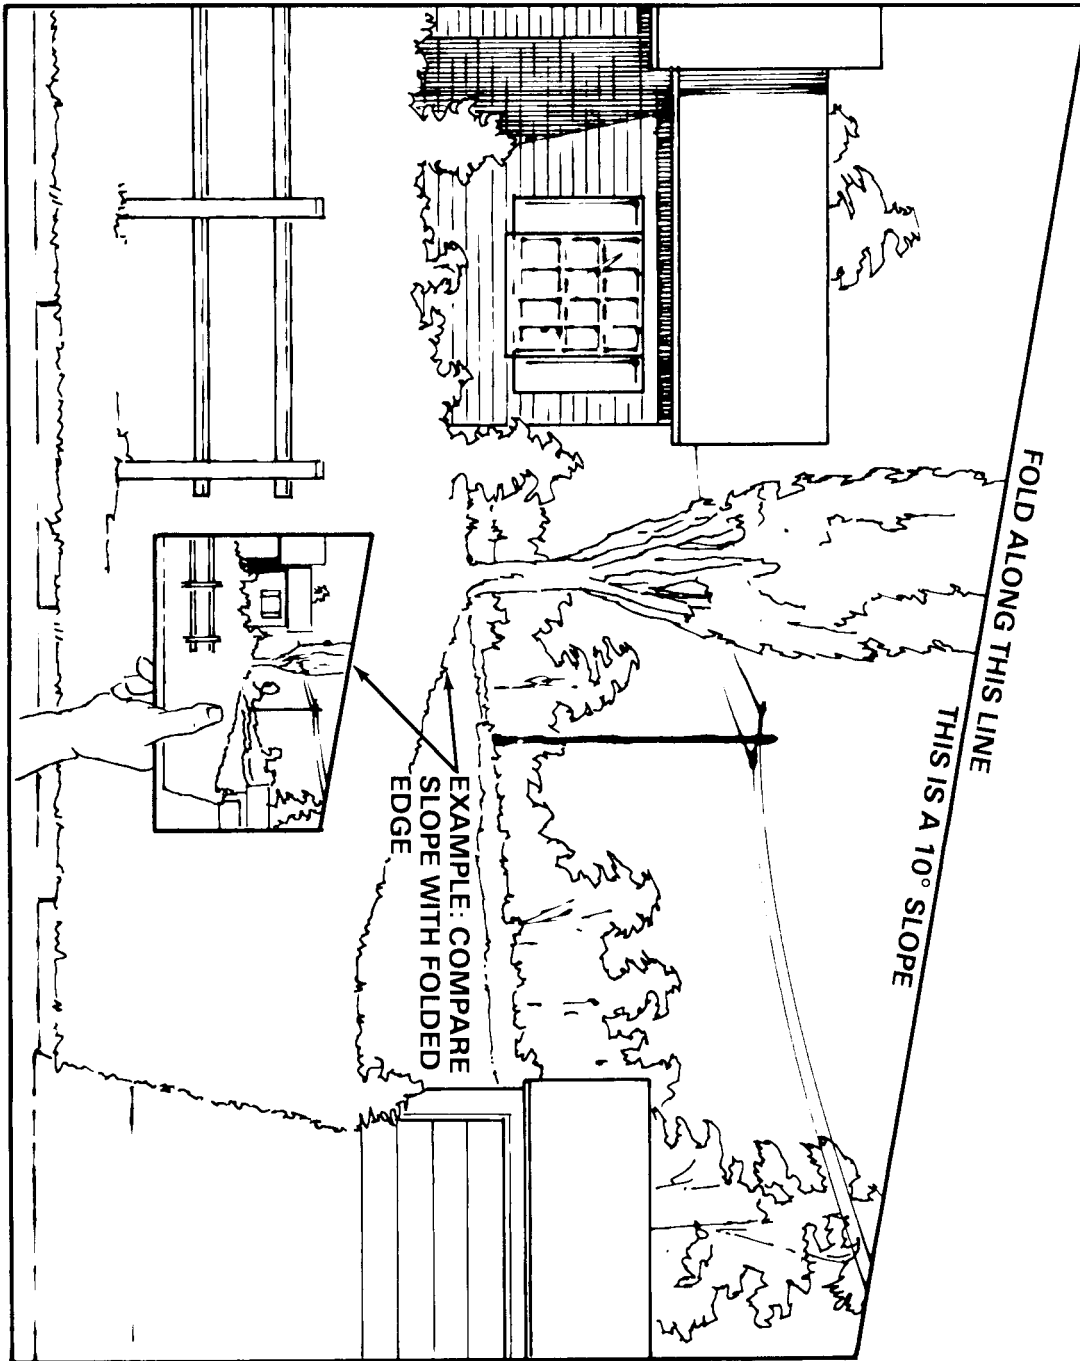 FOLD ALONG THIS LINE
THIS IS A 10° SLOPE
EXAMPLE: COMPARE
SLOPE WITH FOLDED
EDGE